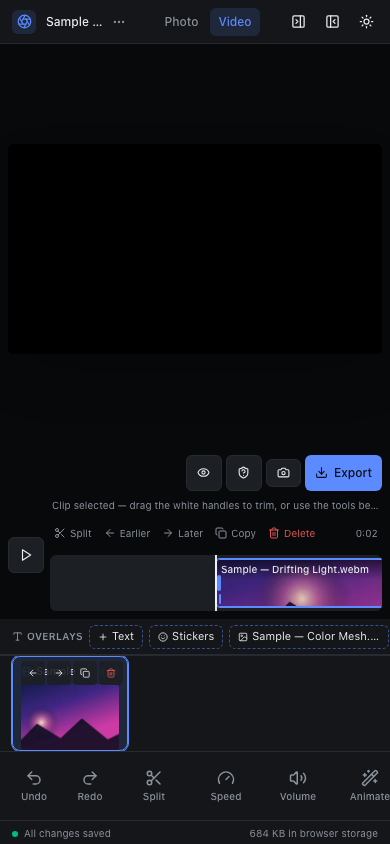 Sample ...
Photo
Video
Export
Clip selected — drag the white handles to trim, or use the tools be...
Split
Earlier
Later
Copy
Delete
0:02
Sample — Drifting Light.webm
OVERLAYS
Text
Stickers
Sample — Color Mesh....
Undo
Redo
Split
Speed
Volume
Animate
All changes saved
684 KB in browser storage